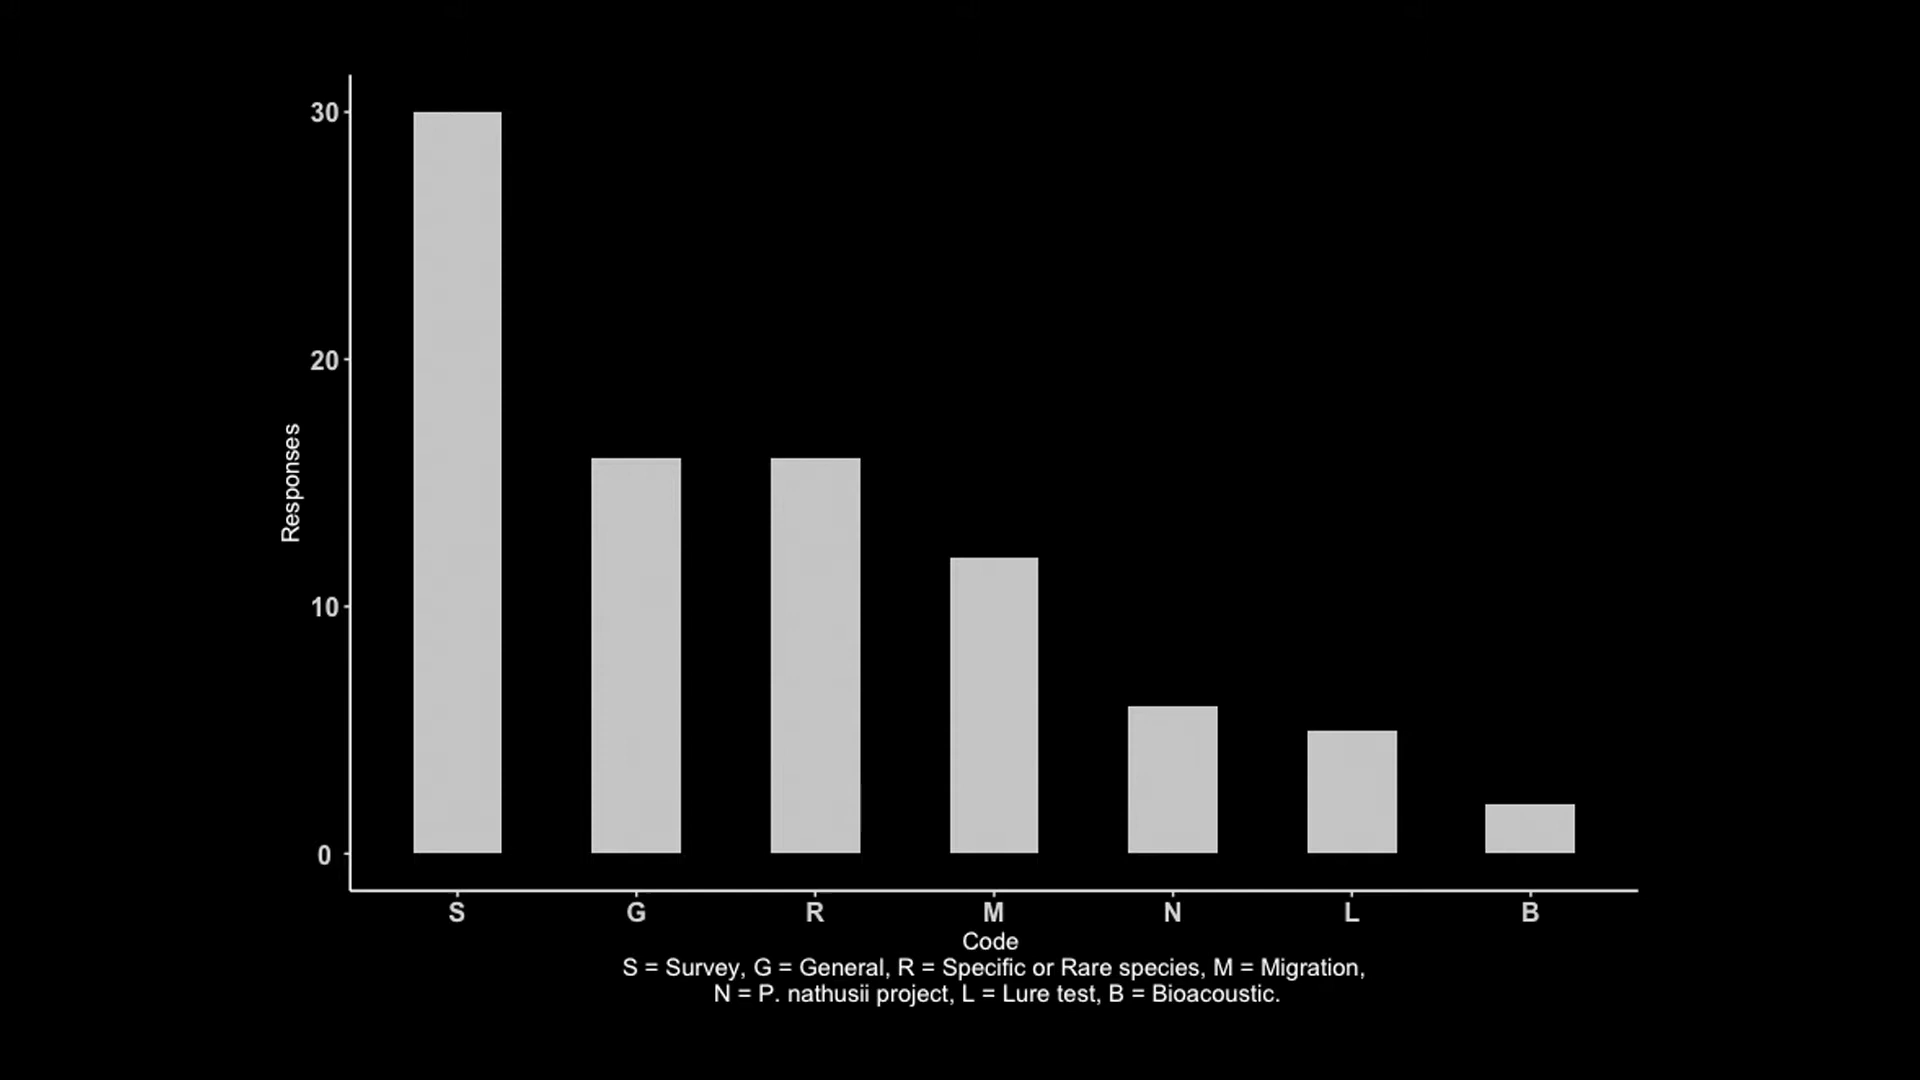 30
20
10
0
Responses
S G R M N L B
Code
S = Survey, G = General, R = Specific or Rare species, M = Migration,
N = P. nathusii project, L = Lure test, B = Bioacoustic.